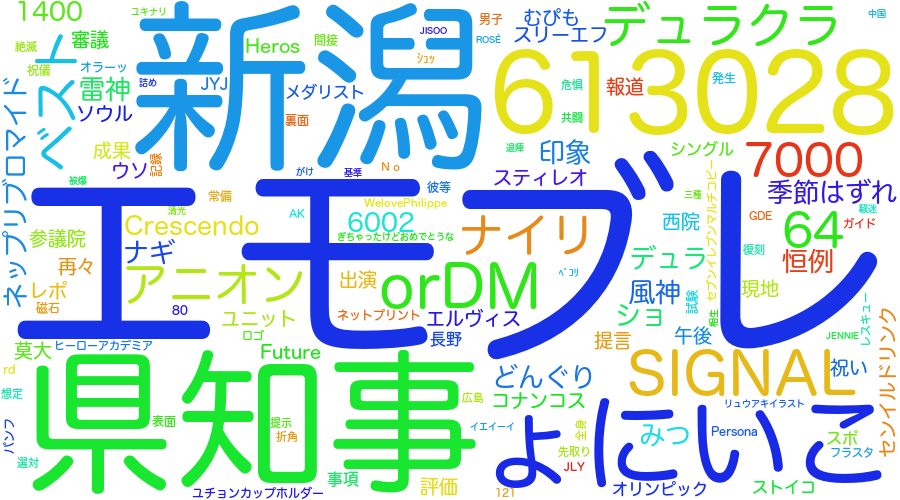 1400
ユキナリ
新潟
Heros
間接
JISOO
男子
ROSÉ
むぴも
スリーエフ
デュラクラ
中国
絶滅
審議
祝儀
オラーッ
詰め
ベスト
雷神
ソウル
JYJ
ｼｭｯ
メダリスト
613028
危惧
報道
発生
共闘
裏面
ネップリブロマイド
成果
記録
ウソ
No
退陣
印象
シングル
7000
被爆
がけ
基準
彼等
スティレオ
三種
季節はずれ
常備
WelovePhilippe
清光
AK
6002
ぎちゃったけどおめでとうな
Crescendo
参議院
ナギ
エモブレ
ナイリ
西院
セブンイレブンマルチコピー
GDE
64
騒迷
ガイド
復刻
恒例
再々
アニオン
出演
orDM
デュラ
風神
試験
現地
レポ
磁石
80
ユニット
ロゴ
ネットプリント
エルヴィス
長野
ショ
相生
提言
午後
JENNIE
レスキュー
センイルドリンク
莫大
ヒーローアカデミア
Future
rd
県知事
どんぐり
SIGNAL
祝い
想定
コナンコス
リュウアキイラスト
広島
表面
提示
折角
イエイーイ
よにいこ
パンフ
選対
全身
先取り
みつ
Persona
スポ
フラスタ
JLY
事項
評価
ユチョンカップホルダー
121
オリンピック
ストイコ